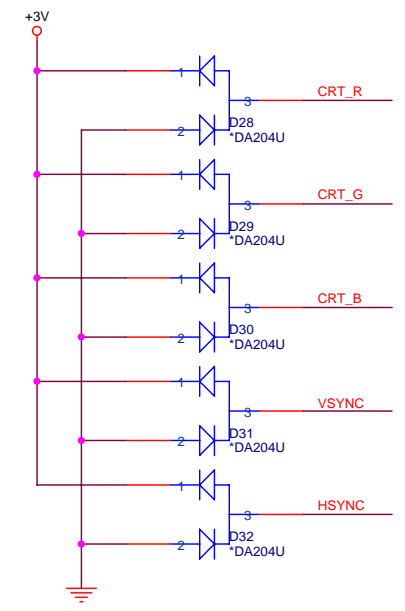 +3V
1
CRT_R
3
D28
2
*DA204U
1
CRT_G
3
D29
2
*DA204U
1
CRT_B
3
D30
2
*DA204U
1
VSYNC
3
D31
2
*DA204U
1
HSYNC
3
D32
2
*DA204U